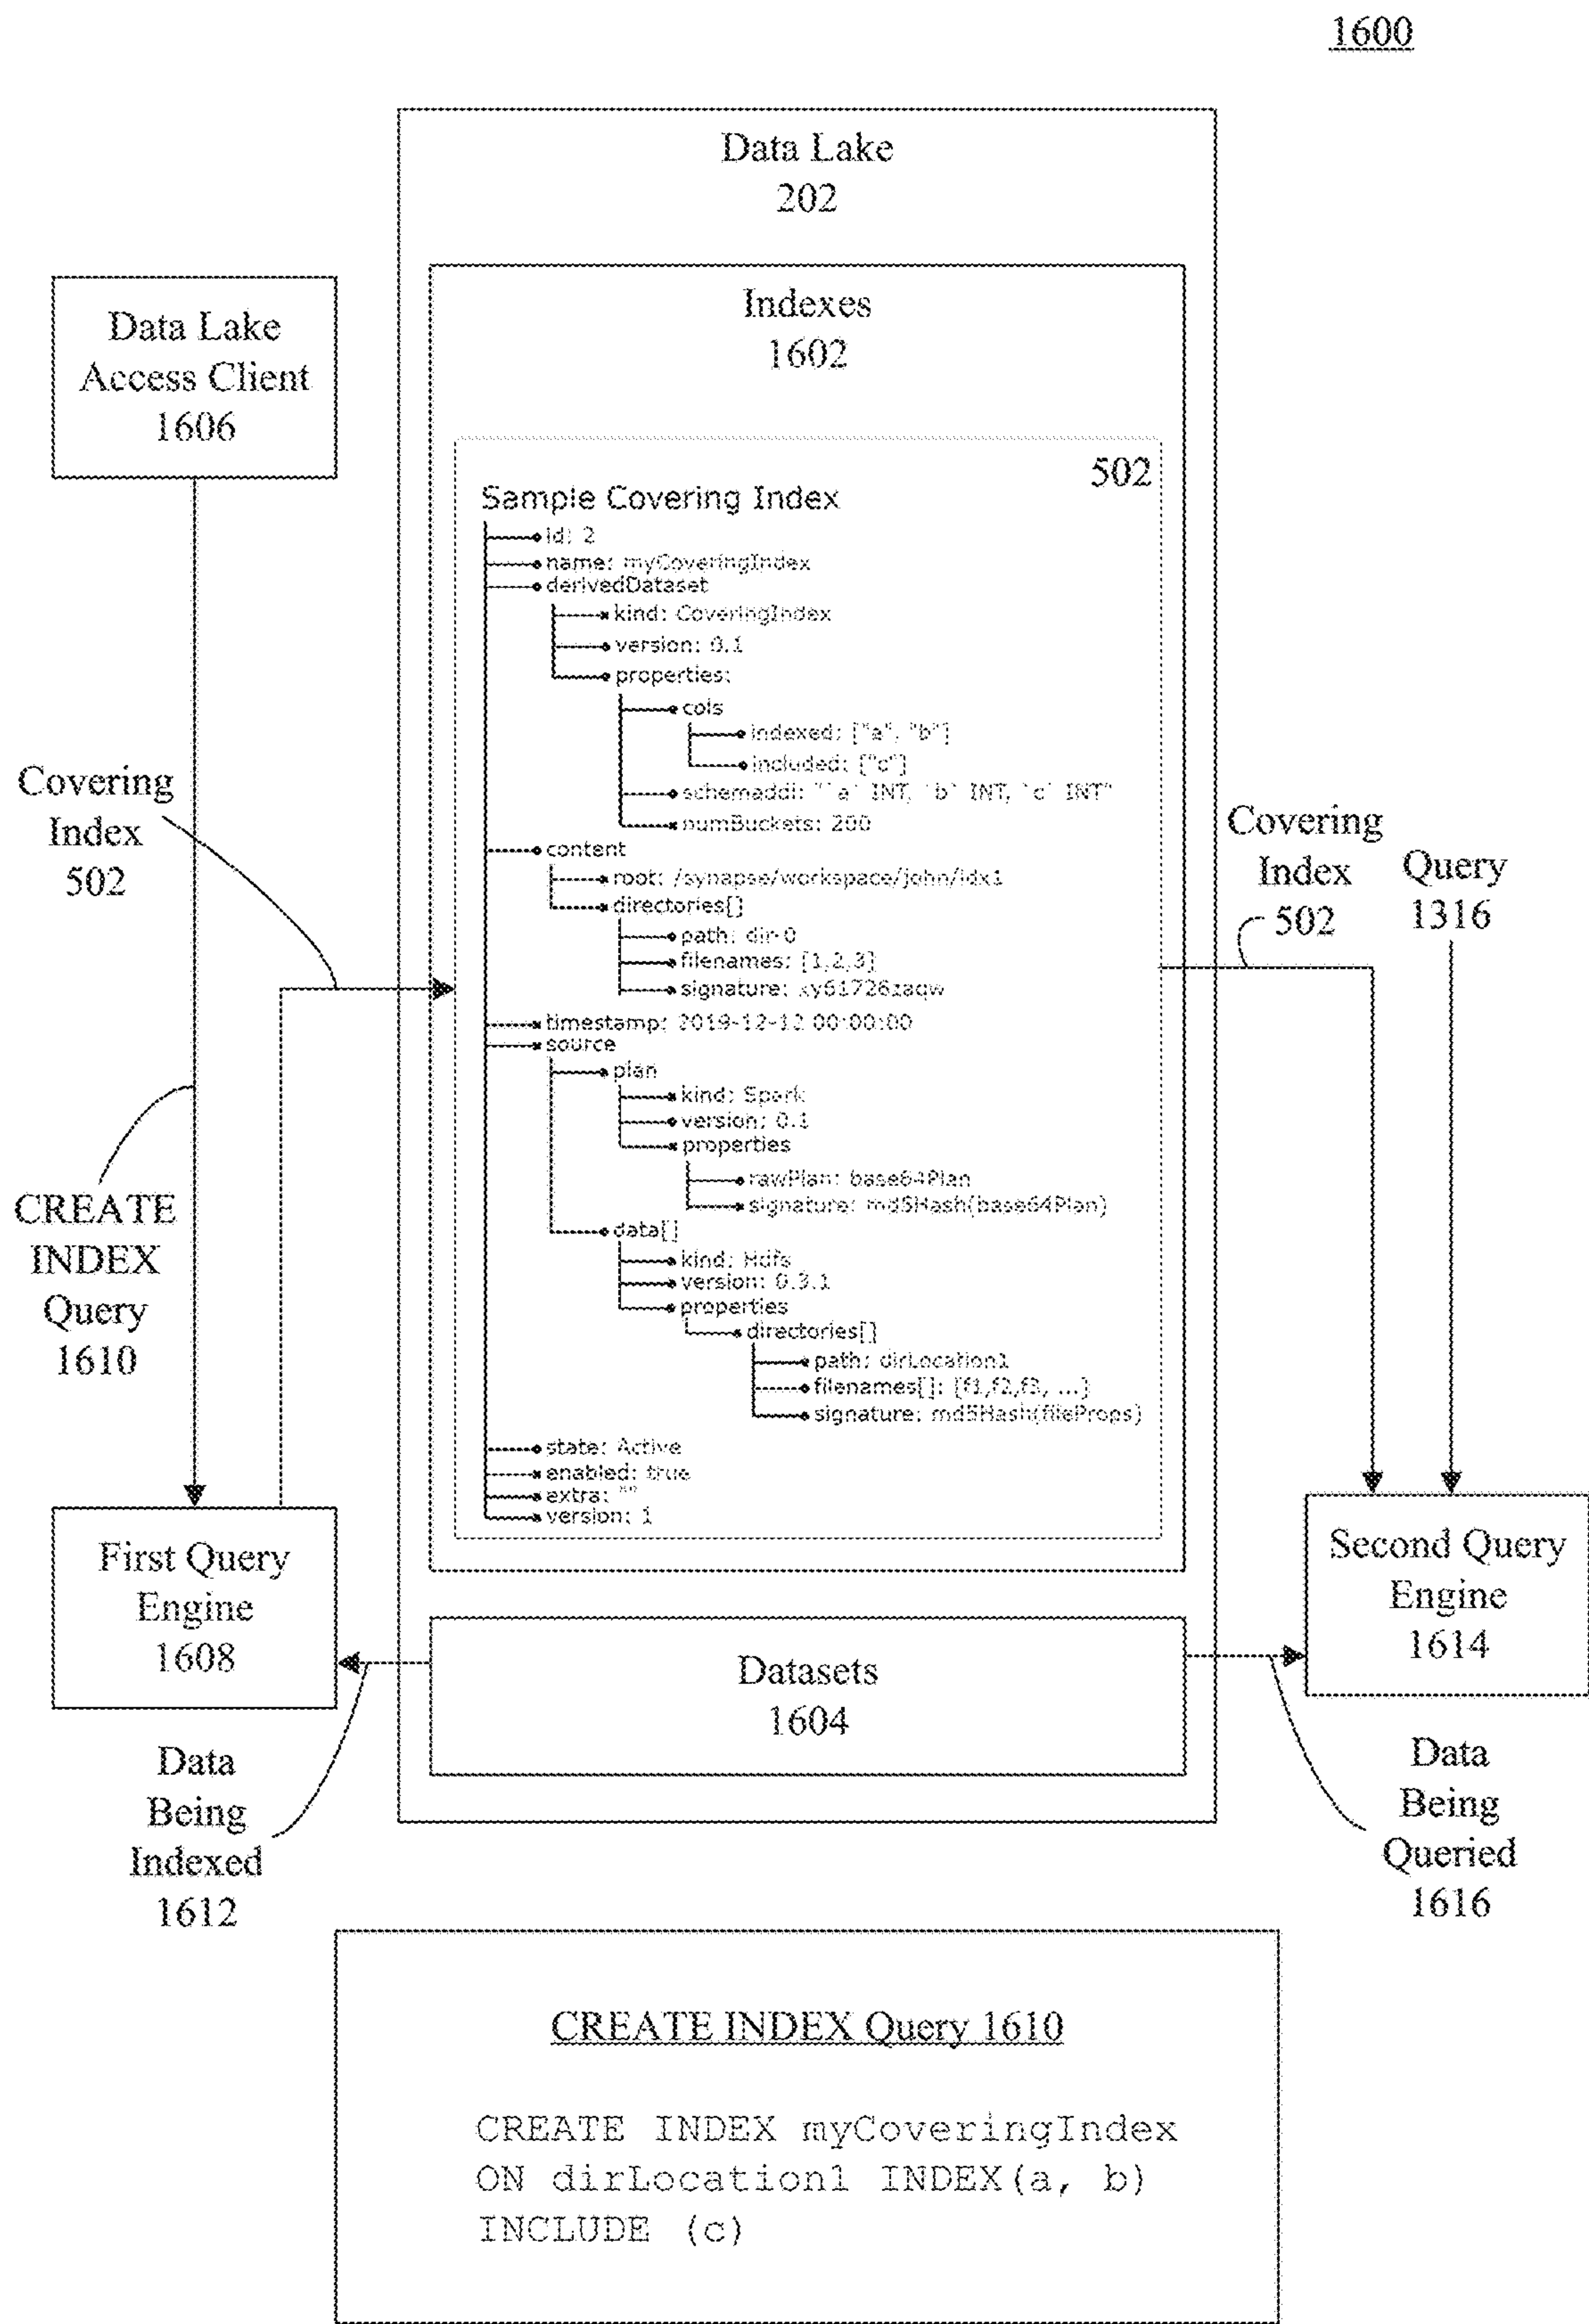 1600
Data Lake
202
Indexes
1602
Data Lake
Access Client
1606
502
Sample Covering Index
id: 2
name: myCoveringIndex
derivedDataset
kind: CoveringIndex
version: 0.1
properties:
cols
indexed: ["a", "b"]
included: ["c"]
schemaddl: "`a` INT, `b` INT, `c` INT"
numBuckets: 200
content
root: /synapse/workspace/john/idx1
directories[]
path: dir-0
filenames: [1,2,3]
signature: xy61726zaqw
timestamp: 2019-12-12 00:00:00
source
plan
kind: Spark
version: 0.1
properties
rawPlan: base64Plan
signature: md5Hash(base64Plan)
data[]
kind: Hdfs
version: 0.3.1
properties
directories[]
path: dirLocation1
filenames[]: [f1,f2,f3, ...]
signature: md5Hash(fileProps)
state: Active
enabled: true
extra: ""
version: 1
Covering
Index
502
CREATE
INDEX
Query
1610
Covering
Index
502
Query
1316
First Query
Engine
1608
Second Query
Engine
1614
Datasets
1604
Data
Being
Indexed
1612
Data
Being
Queried
1616
CREATE INDEX Query 1610
CREATE INDEX myCoveringIndex
ON dirLocation1 INDEX(a, b)
INCLUDE (c)